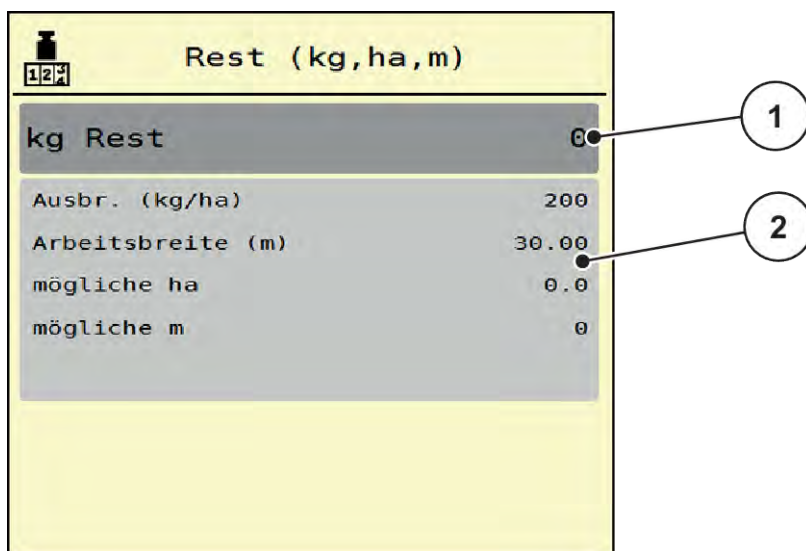 Rest (kg,ha,m)
kg Rest 0
Ausbr. (kg/ha) 200
Arbeitsbreite (m) 30.00
mögliche ha 0.0
mögliche m 0
1
2